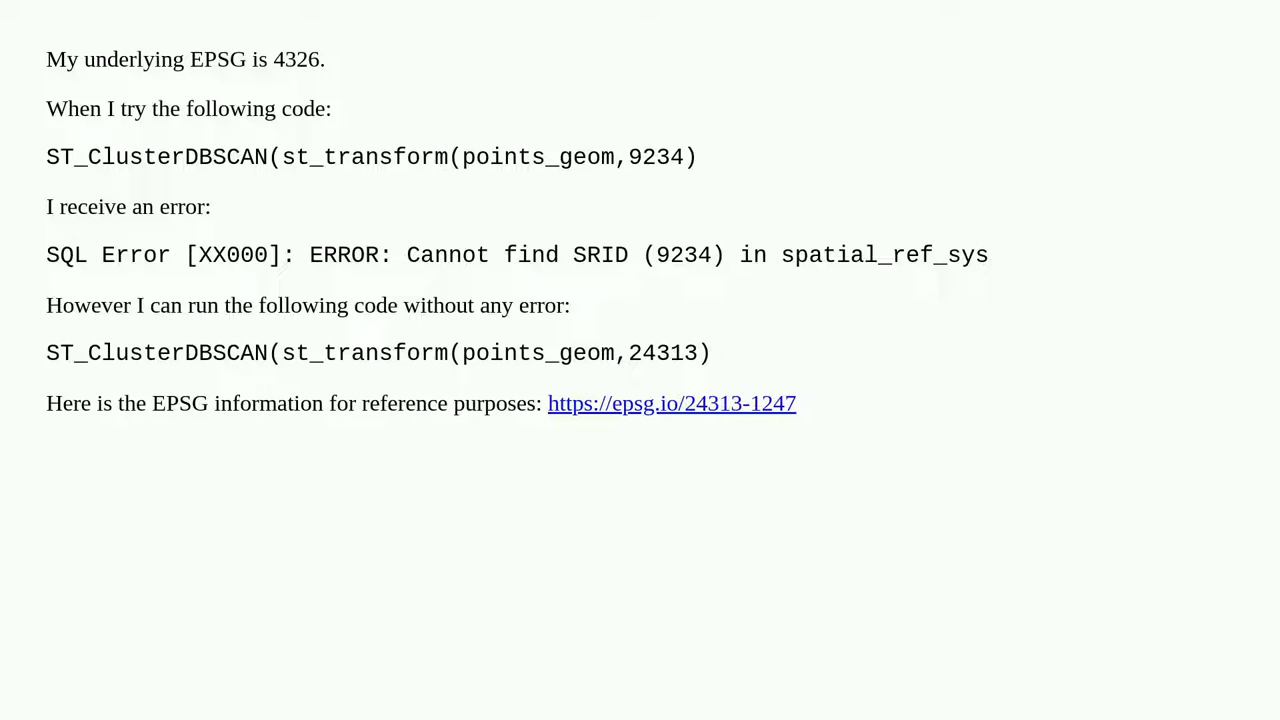 My underlying EPSG is 4326.
When I try the following code:
ST_ClusterDBSCAN(st_transform(points_geom,9234)
I receive an error:
SQL Error [XX000]: ERROR: Cannot find SRID (9234) in spatial_ref_sys
However I can run the following code without any error:
ST_ClusterDBSCAN(st_transform(points_geom,24313)
Here is the EPSG information for reference purposes: https://epsg.io/24313-1247